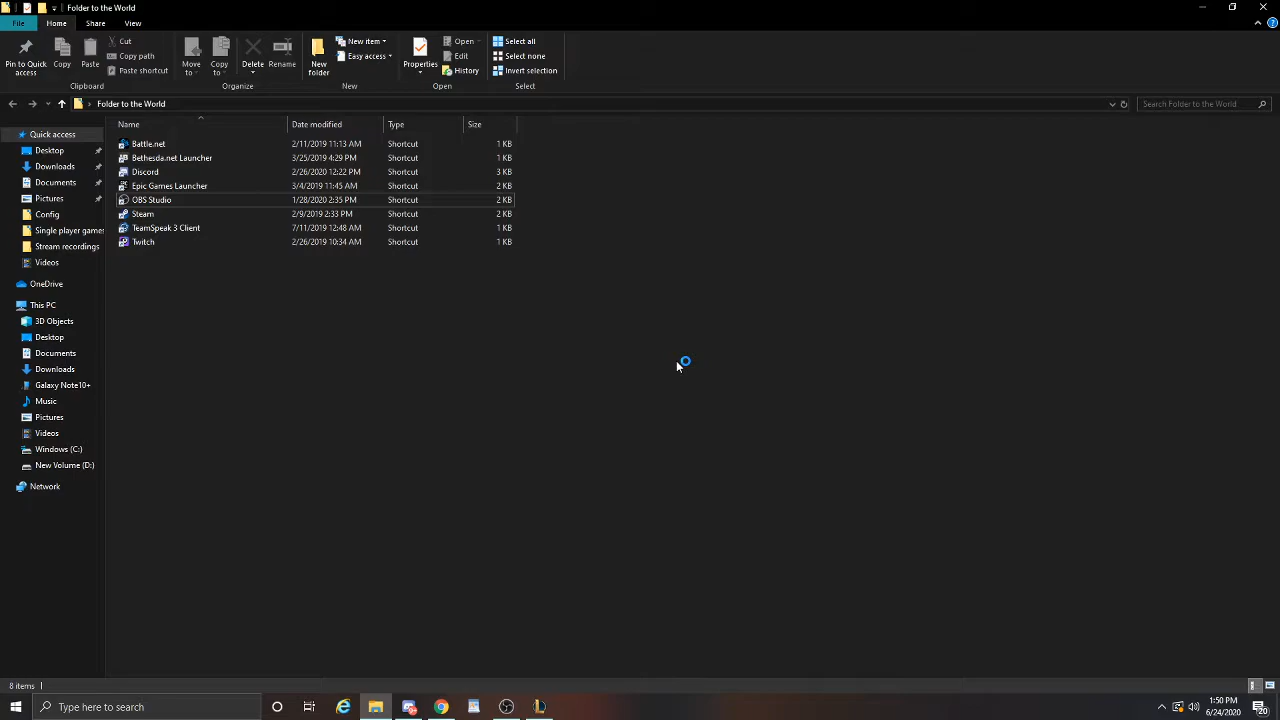 Folder to the World
File Home Share View
Pin to Quick access
Copy
Paste
Cut
Copy path
Paste shortcut
Clipboard
Move to
Copy to
Delete
Rename
Organize
New folder
New item
Easy access
New
Properties
Open
Edit
History
Open
Select all
Select none
Invert selection
Select
Folder to the World
Search Folder to the World
Name Date modified Type Size
Battle.net 2/11/2019 11:13 AM Shortcut 1 KB
Bethesda.net Launcher 3/25/2019 4:29 PM Shortcut 1 KB
Discord 2/26/2020 12:22 PM Shortcut 3 KB
Epic Games Launcher 3/4/2019 11:45 AM Shortcut 2 KB
OBS Studio 1/28/2020 2:35 PM Shortcut 2 KB
Steam 2/9/2019 2:33 PM Shortcut 2 KB
TeamSpeak 3 Client 7/11/2019 12:48 AM Shortcut 1 KB
Twitch 2/26/2019 10:34 AM Shortcut 1 KB
Quick access
Desktop
Downloads
Documents
Pictures
Config
Single player games
Stream recordings
Videos
OneDrive
This PC
3D Objects
Desktop
Documents
Downloads
Galaxy Note10+
Music
Pictures
Videos
Windows (C:)
New Volume (D:)
Network
8 items
Type here to search
1:50 PM
6/24/2020
20